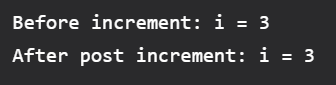 Before increment: i = 3
After post increment: i = 3